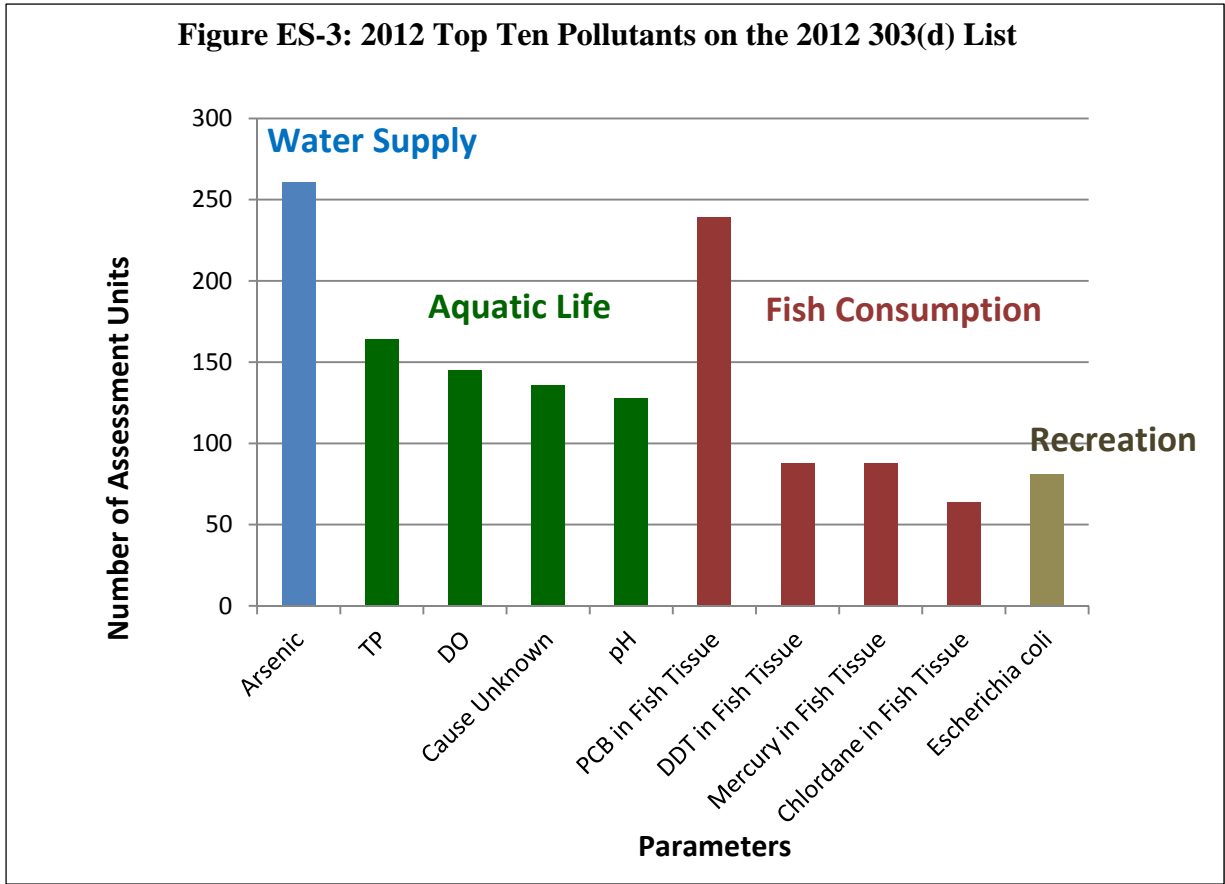 Figure ES-3: 2012 Top Ten Pollutants on the 2012 303(d) List
300
250
200
150
100
50
0
Number of Assessment Units
Water Supply
Aquatic Life
Fish Consumption
Recreation
Arsenic
TP
DO
Cause Unknown
pH
PCB in Fish Tissue
DDT in Fish Tissue
Mercury in Fish Tissue
Chlordane in Fish Tissue
Escherichia coli
Parameters